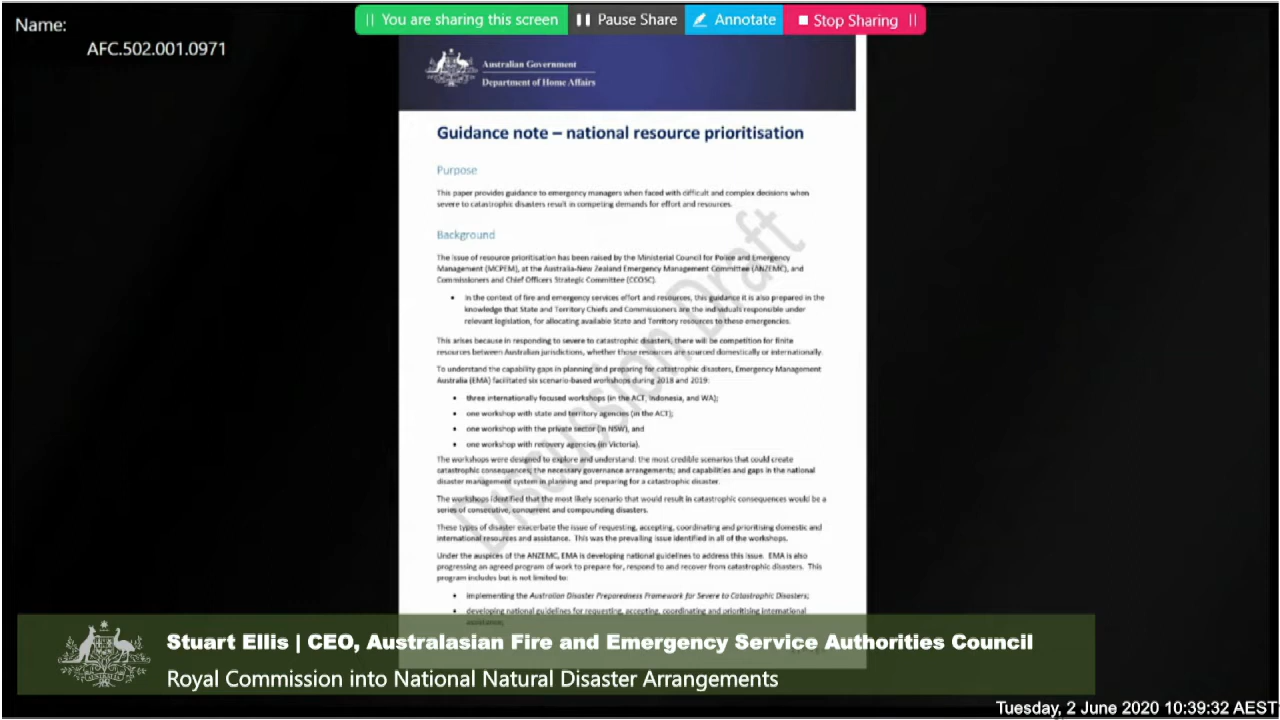 Name:
AFC.502.001.0971
You are sharing this screen
Pause Share
Annotate
Stop Sharing
Australian Government
Department of Home Affairs
Guidance note – national resource prioritisation
Purpose
This paper provides guidance to emergency managers when faced with difficult and complex decisions when
severe to catastrophic disasters result in competing demands for effort and resources.
Background
The issue of resource prioritisation has been raised by the Ministerial Council for Police and Emergency
Management (MCPEM), at the Australia-New Zealand Emergency Management Committee (ANZEMC), and
Commissioners and Chief Officers Strategic Committee (CCOSC).
• In the context of fire and emergency services effort and resources, this guidance it is also prepared in the
knowledge that State and Territory Chiefs and Commissioners are the individuals responsible under
relevant legislation, for allocating available State and Territory resources to these emergencies.
This arises because in responding to severe to catastrophic disasters, there will be competition for finite
resources between Australian jurisdictions, whether those resources are sourced domestically or internationally.
To understand the capability gaps in planning and preparing for catastrophic disasters, Emergency Management
Australia (EMA) facilitated six scenario-based workshops during 2018 and 2019:
• three internationally focused workshops (in the ACT, Indonesia, and WA);
• one workshop with state and territory agencies (in the ACT);
• one workshop with the private sector (in NSW), and
• one workshop with recovery agencies (in Victoria).
The workshops were designed to explore and understand: the most credible scenarios that could create
catastrophic consequences; the necessary governance arrangements; and capabilities and gaps in the national
disaster management system in planning and preparing for a catastrophic disaster.
The workshops identified that the most likely scenario that would result in catastrophic consequences would be a
series of consecutive, concurrent and compounding disasters.
These types of disaster exacerbate the issue of requesting, accepting, coordinating and prioritising domestic and
international resources and assistance. This was the prevailing issue identified in all of the workshops.
Under the auspices of the ANZEMC, EMA is developing national guidelines to address this issue. EMA is also
progressing an agreed program of work to prepare for, respond to and recover from catastrophic disasters. This
program includes but is not limited to:
• implementing the Australian Disaster Preparedness Framework for Severe to Catastrophic Disasters;
• developing national guidelines for requesting, accepting, coordinating and prioritising international
assistance;
Discussion Draft
Stuart Ellis | CEO, Australasian Fire and Emergency Service Authorities Council
Royal Commission into National Natural Disaster Arrangements
Tuesday, 2 June 2020 10:39:32 AEST